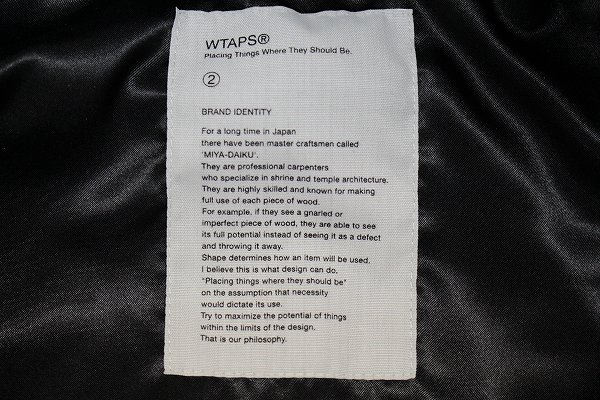 WTAPS®
Placing Things Where They Should Be.
②
BRAND IDENTITY
For a long time in Japan
there have been master craftsmen called
'MIYA-DAIKU'.
They are professional carpenters
who specialize in shrine and temple architecture.
They are highly skilled and known for making
full use of each piece of wood.
For example, if they see a gnarled or
imperfect piece of wood, they are able to see
its full potential instead of seeing it as a defect
and throwing it away.
Shape determines how an item will be used.
I believe this is what design can do.
"Placing things where they should be"
on the assumption that necessity
would dictate its use.
Try to maximize the potential of things
within the limits of the design.
That is our philosophy.